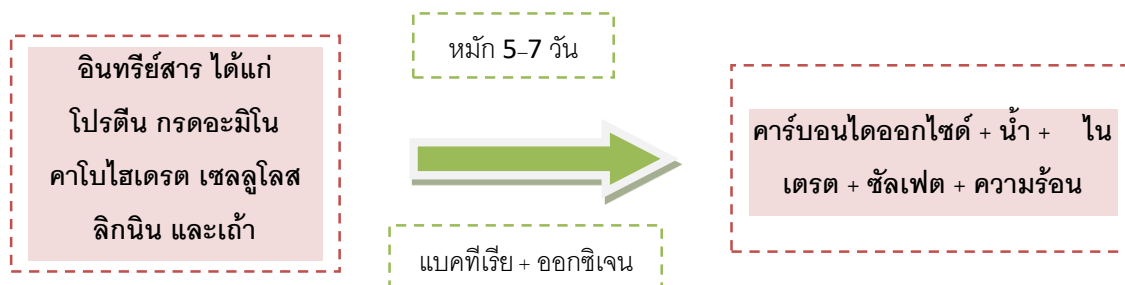 อินทรีย์สาร ได้แก่
โปรตีน กรดอะมิโน
คาโบไฮเดรต เซลลูโลส
ลิกนิน และเถ้า
หมัก 5–7 วัน
แบคทีเรีย + ออกซิเจน
คาร์บอนไดออกไซด์ + น้ำ + ไน
เตรต + ซัลเฟต + ความร้อน